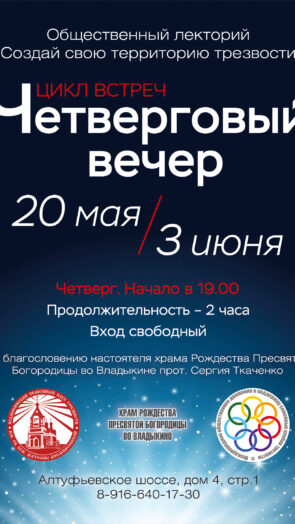 Общественный лекторий
Создай свою территорию трезвости
ЦИКЛ ВСТРЕЧ
Четверговый
вечер
20 мая /
3 июня
Четверг. Начало в 19.00
Продолжительность – 2 часа
Вход свободный
благословению настоятеля храма Рождества
Богородицы во Владыкине прот. Сергия Ткаченко
ХРАМ РОЖДЕСТВА
ПРЕСВЯТОЙ БОГОРОДИЦЫ
ВО ВЛАДЫКИНО
Алтуфьевское шоссе, дом 4, стр.1
8-916-640-17-30